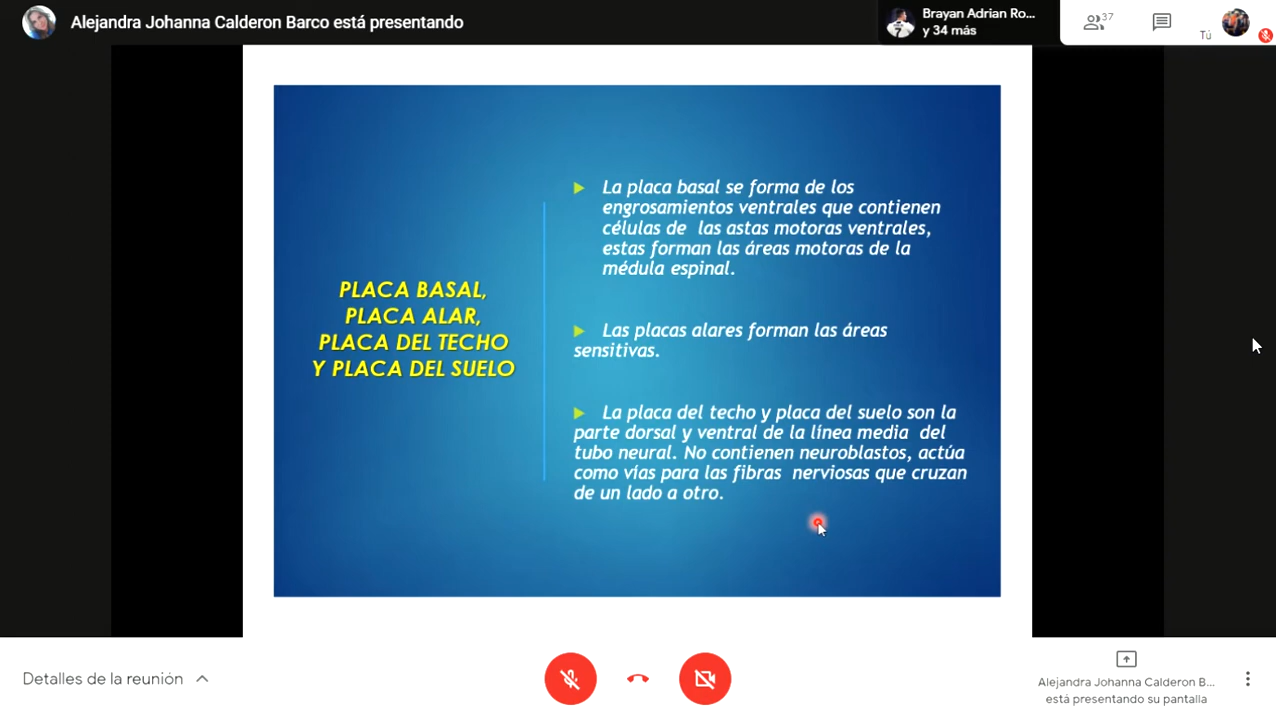 Alejandra Johanna Calderon Barco está presentando
Brayan Adrian Ro...
y 34 más
37
Tú
PLACA BASAL,
PLACA ALAR,
PLACA DEL TECHO
Y PLACA DEL SUELO
La placa basal se forma de los
engrosamientos ventrales que contienen
células de las astas motoras ventrales,
estas forman las áreas motoras de la
médula espinal.
Las placas alares forman las áreas
sensitivas.
La placa del techo y placa del suelo son la
parte dorsal y ventral de la línea media del
tubo neural. No contienen neuroblastos, actúa
como vías para las fibras nerviosas que cruzan
de un lado a otro.
Detalles de la reunión
Alejandra Johanna Calderon B...
está presentando su pantalla